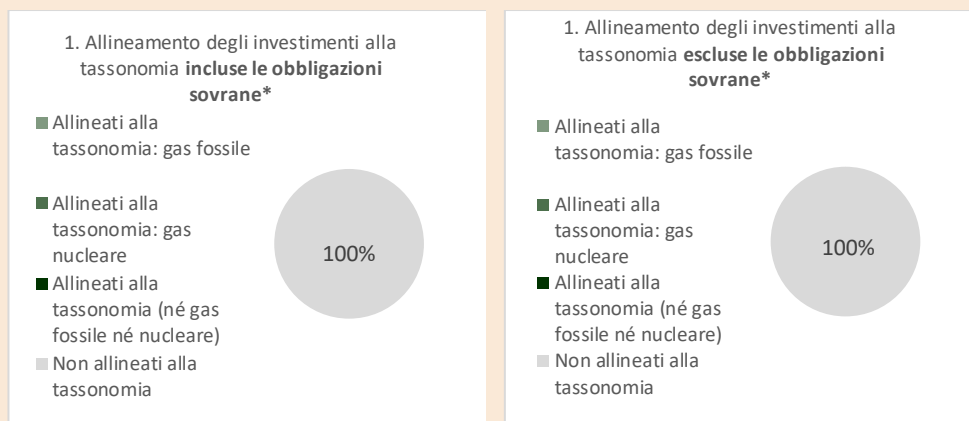 1. Allineamento degli investimenti alla
tassonomia incluse le obbligazioni
sovrane*
Allineati alla
tassonomia: gas fossile
Allineati alla
tassonomia: gas
nucleare
Allineati alla
tassonomia (né gas
fossile né nucleare)
Non allineati alla
tassonomia
100%
1. Allineamento degli investimenti alla
tassonomia escluse le obbligazioni
sovrane*
Allineati alla
tassonomia: gas fossile
Allineati alla
tassonomia: gas
nucleare
Allineati alla
tassonomia (né gas
fossile né nucleare)
Non allineati alla
tassonomia
100%